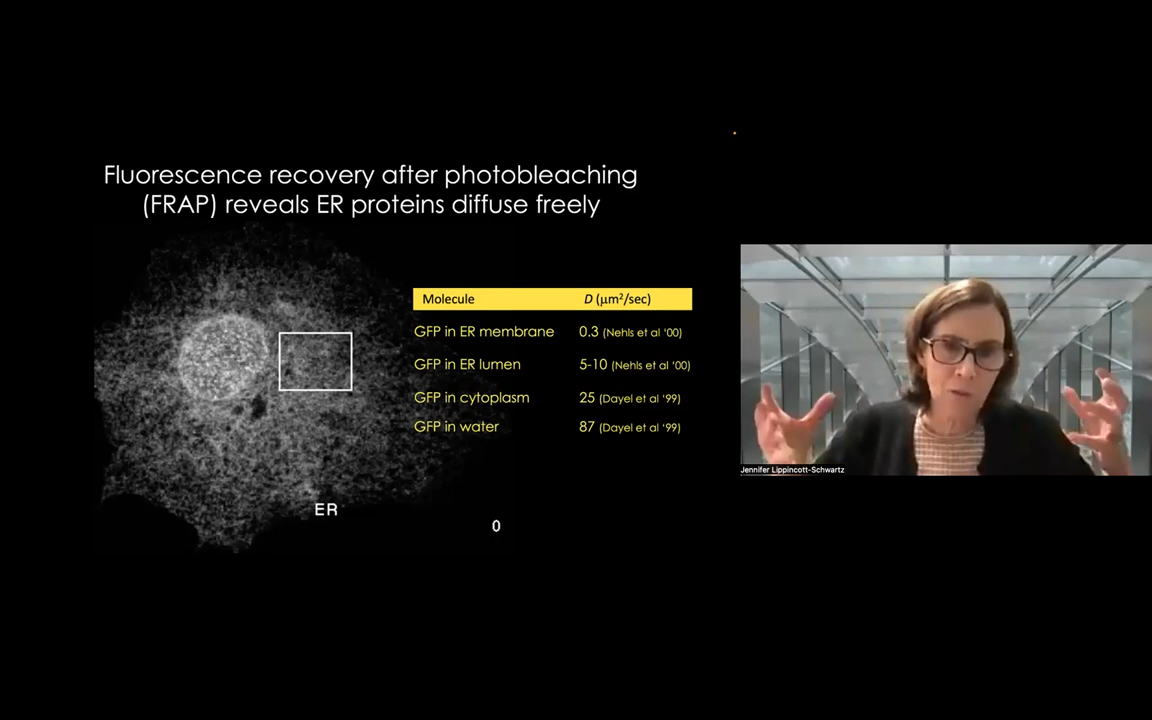 Fluorescence recovery after photobleaching
(FRAP) reveals ER proteins diffuse freely
Molecule D (μm²/sec)
GFP in ER membrane 0.3 (Nehls et al '00)
GFP in ER lumen 5-10 (Nehls et al '00)
GFP in cytoplasm 25 (Dayel et al '99)
GFP in water 87 (Dayel et al '99)
ER
0
Jennifer Lippincott-Schwartz